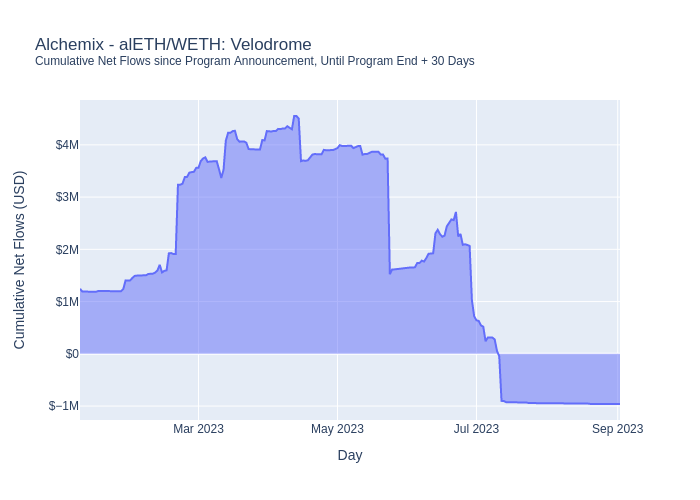 Alchemix - alETH/WETH: Velodrome
Cumulative Net Flows since Program Announcement, Until Program End + 30 Days
Cumulative Net Flows (USD)
$4M
$3M
$2M
$1M
$0
$−1M
Mar 2023
May 2023
Jul 2023
Sep 2023
Day